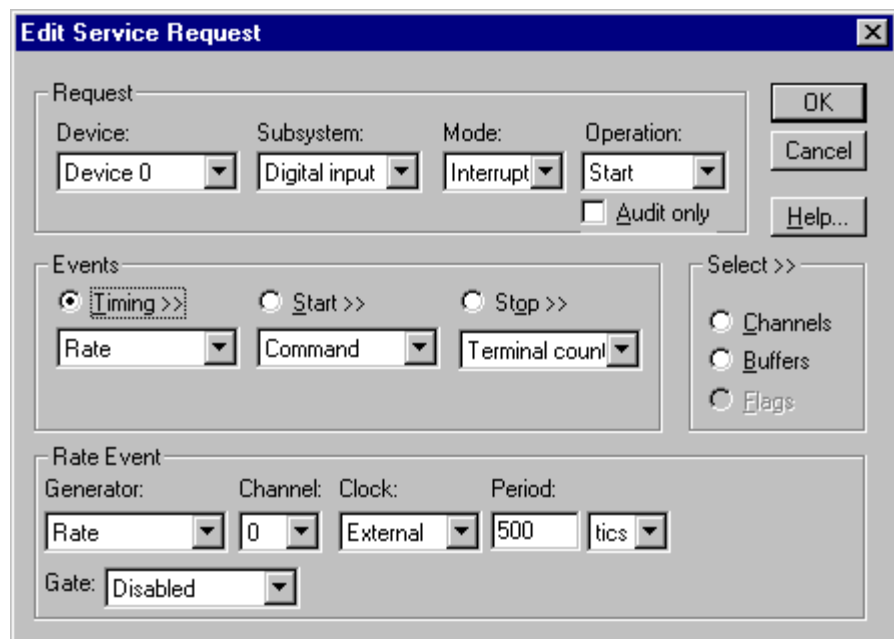 Edit Service Request
Request
OK
Device: Subsystem: Mode: Operation:
Device 0 Digital input Interrupt Start
Cancel
Audit only
Help...
Events
Select >>
Timing >> Start >> Stop >>
Channels
Rate Command Terminal count
Buffers
Flags
Rate Event
Generator: Channel: Clock: Period:
Rate 0 External 500 tics
Gate: Disabled